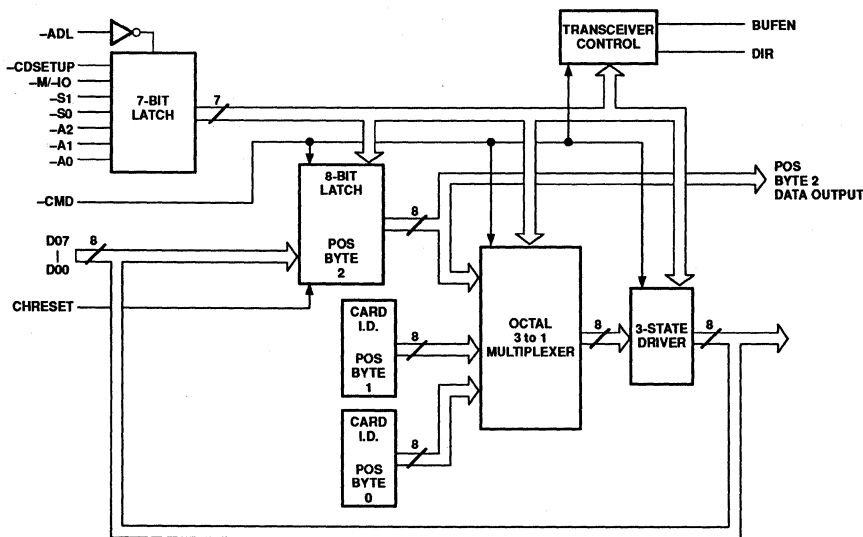 –ADL
–CDSETUP
–M/–IO
–S1
–S0
–A2
–A1
–A0
7-BIT
LATCH
7
TRANSCEIVER
CONTROL
BUFEN
DIR
–CMD
8-BIT
LATCH
POS
BYTE
2
8
POS
BYTE 2
DATA OUTPUT
D07
D00
8
CHRESET
CARD
I.D.
POS
BYTE
1
8
CARD
I.D.
POS
BYTE
0
8
OCTAL
3 to 1
MULTIPLEXER
8
3-STATE
DRIVER
8